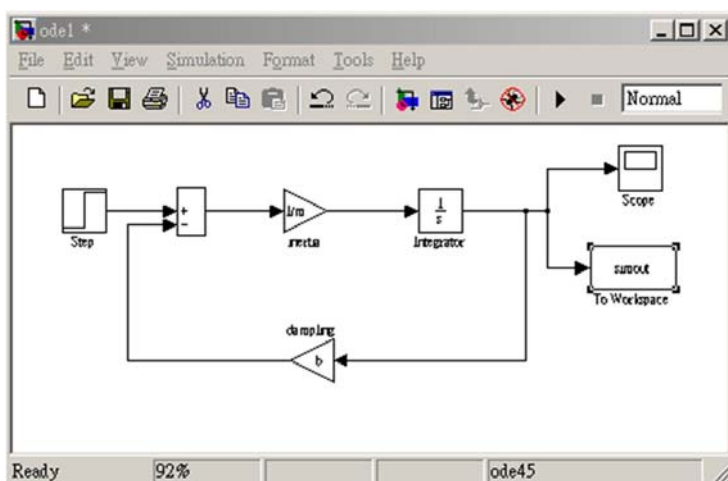 ode1 *
File Edit View Simulation Format Tools Help
Normal
Step
+
−
1/m
inertia
1
s
Integrator
Scope
simout
To Workspace
damping
b
Ready 92% ode45